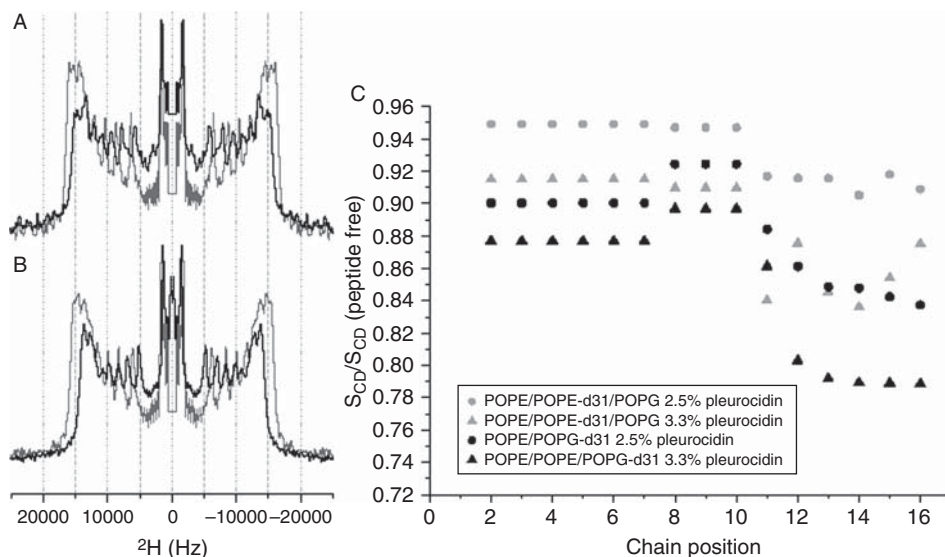 A
B
20000 10000 0 −10000 −20000
²H (Hz)
C
S_CD/S_CD (peptide free)
0.96
0.94
0.92
0.90
0.88
0.86
0.84
0.82
0.80
0.78
0.76
0.74
0.72
POPE/POPE-d31/POPG 2.5% pleurocidin
POPE/POPE-d31/POPG 3.3% pleurocidin
POPE/POPG-d31 2.5% pleurocidin
POPE/POPE/POPG-d31 3.3% pleurocidin
0 2 4 6 8 10 12 14 16
Chain position